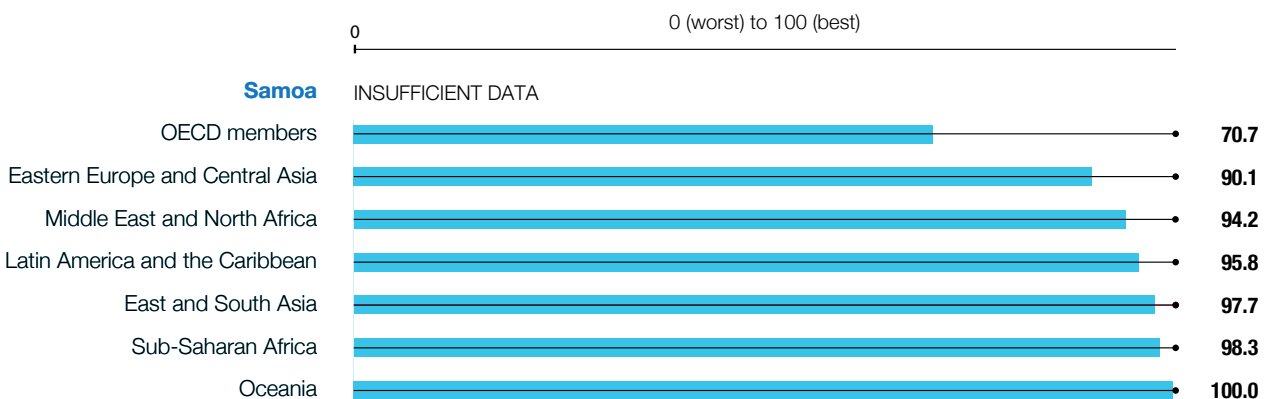 0 (worst) to 100 (best)
0
Samoa INSUFFICIENT DATA
OECD members 70.7
Eastern Europe and Central Asia 90.1
Middle East and North Africa 94.2
Latin America and the Caribbean 95.8
East and South Asia 97.7
Sub-Saharan Africa 98.3
Oceania 100.0